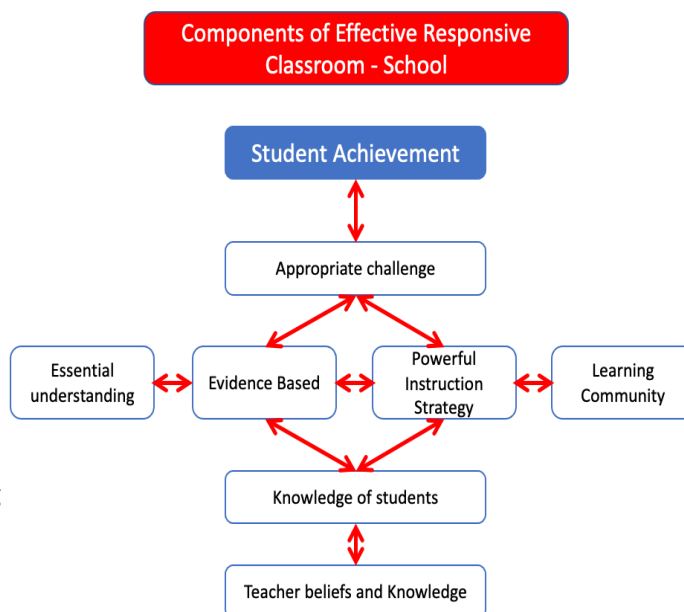 Components of Effective Responsive
Classroom - School
Student Achievement
Appropriate challenge
Essential
understanding
Evidence Based
Powerful
Instruction
Strategy
Learning
Community
Knowledge of students
Teacher beliefs and Knowledge